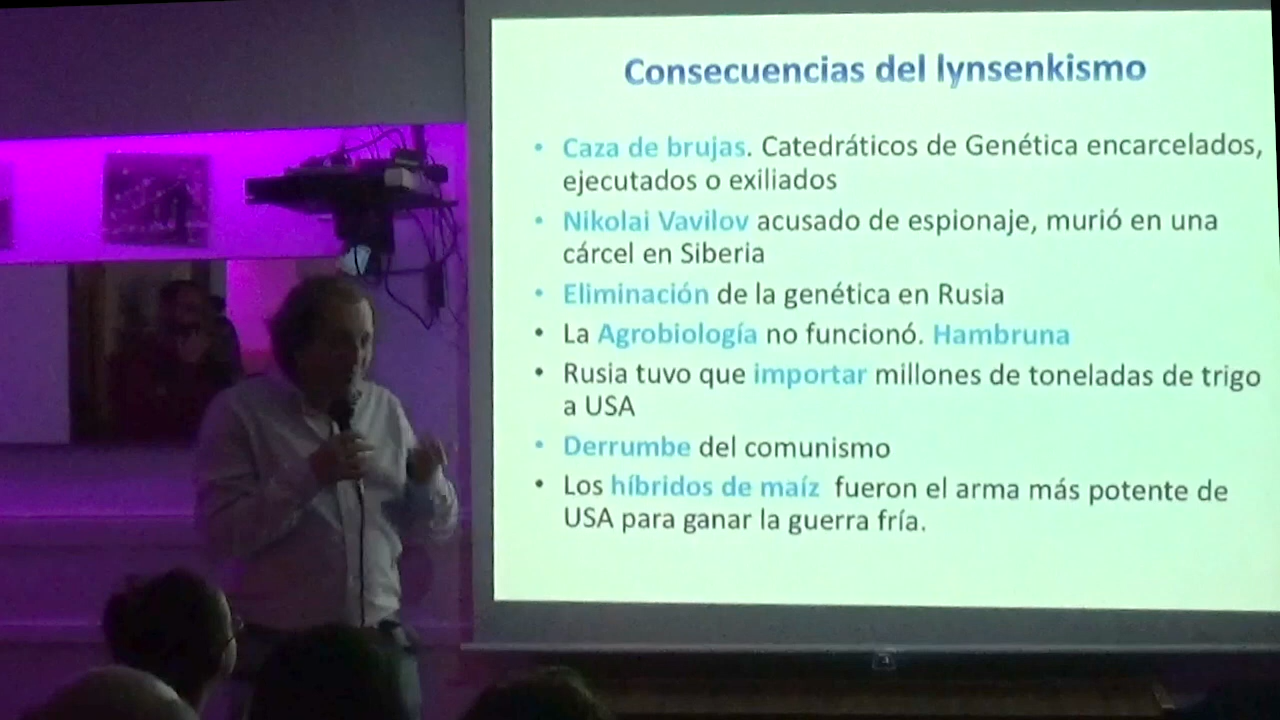 Consecuencias del lynsenkismo
• Caza de brujas. Catedráticos de Genética encarcelados,
ejecutados o exiliados
• Nikolai Vavilov acusado de espionaje, murió en una
cárcel en Siberia
• Eliminación de la genética en Rusia
• La Agrobiología no funcionó. Hambruna
• Rusia tuvo que importar millones de toneladas de trigo
a USA
• Derrumbe del comunismo
• Los híbridos de maíz fueron el arma más potente de
USA para ganar la guerra fría.